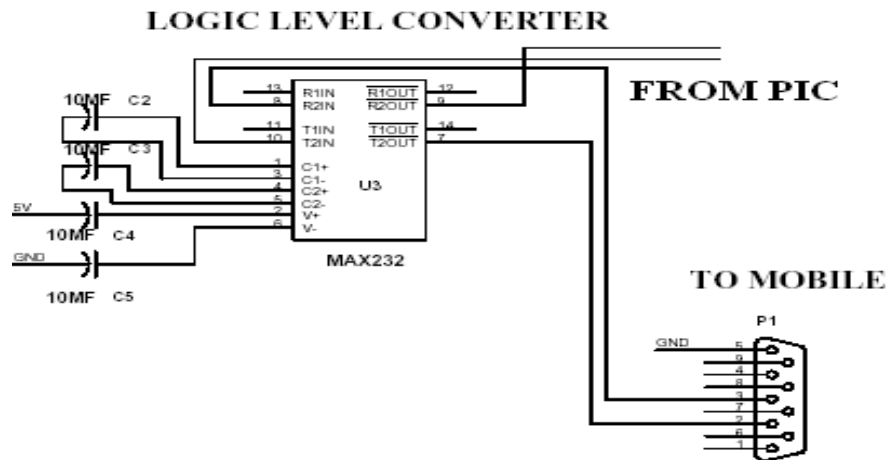 LOGIC LEVEL CONVERTER
FROM PIC
10MF C2
10MF C3
5V
10MF C4
GND
10MF C5
13 R1IN R1OUT 12
8 R2IN R2OUT 9
11 T1IN T1OUT 14
10 T2IN T2OUT 7
1 C1+
3 C1-
4 C2+
5 C2-
2 V+
6 V-
U3
MAX232
TO MOBILE
P1
GND 5
9
4
8
3
7
2
6
1